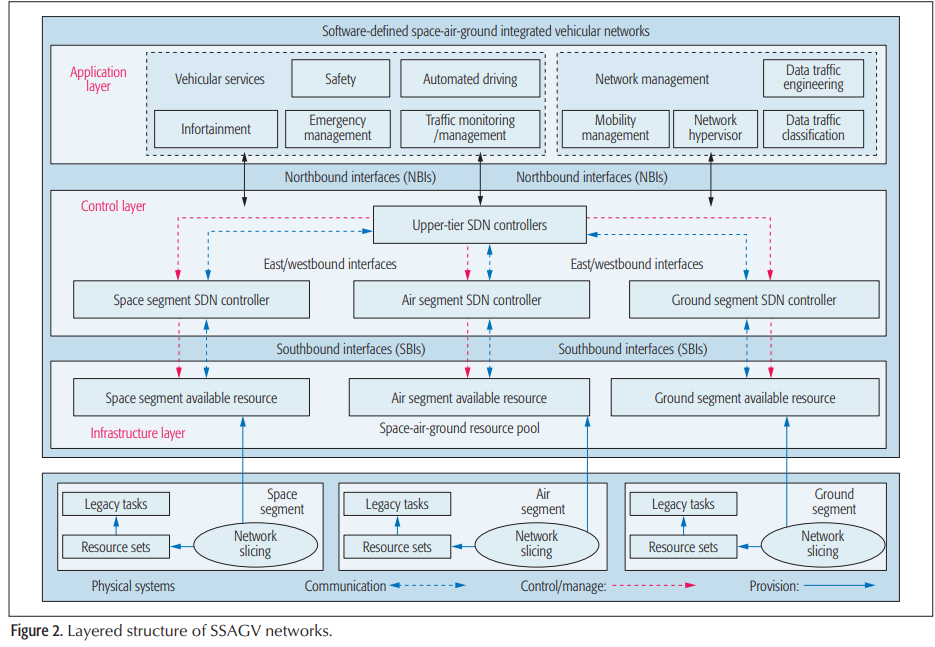 Software-defined space-air-ground integrated vehicular networks
Application
layer
Vehicular services
Safety
Automated driving
Infortainment
Emergency
management
Traffic monitoring
/management
Network management
Data traffic
engineering
Mobility
management
Network
hypervisor
Data traffic
classification
Northbound interfaces (NBIs)
Northbound interfaces (NBIs)
Control layer
Upper-tier SDN controllers
East/westbound interfaces
East/westbound interfaces
Space segment SDN controller
Air segment SDN controller
Ground segment SDN controller
Southbound interfaces (SBIs)
Southbound interfaces (SBIs)
Space segment available resource
Air segment available resource
Ground segment available resource
Infrastructure layer
Space-air-ground resource pool
Legacy tasks
Space
segment
Resource sets
Network
slicing
Legacy tasks
Air
segment
Resource sets
Network
slicing
Legacy tasks
Ground
segment
Resource sets
Network
slicing
Physical systems
Communication
Control/manage:
Provision:
Figure 2. Layered structure of SSAGV networks.